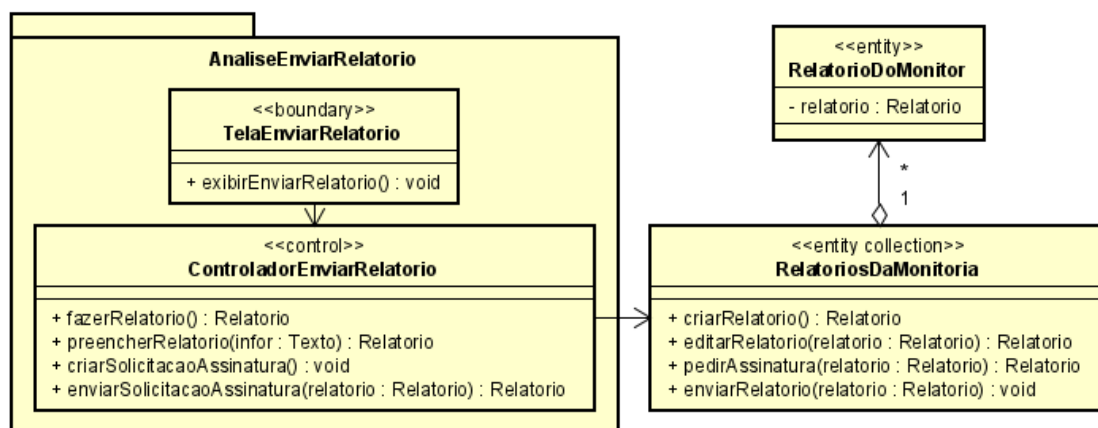 AnaliseEnviarRelatorio
<<boundary>>
TelaEnviarRelatorio
+ exibirEnviarRelatorio() : void
<<control>>
ControladorEnviarRelatorio
+ fazerRelatorio() : Relatorio
+ preencherRelatorio(infor : Texto) : Relatorio
+ criarSolicitacaoAssinatura() : void
+ enviarSolicitacaoAssinatura(relatorio : Relatorio) : Relatorio
<<entity>>
RelatorioDoMonitor
- relatorio : Relatorio
*
1
<<entity collection>>
RelatoriosDaMonitoria
+ criarRelatorio() : Relatorio
+ editarRelatorio(relatorio : Relatorio) : Relatorio
+ pedirAssinatura(relatorio : Relatorio) : Relatorio
+ enviarRelatorio(relatorio : Relatorio) : void